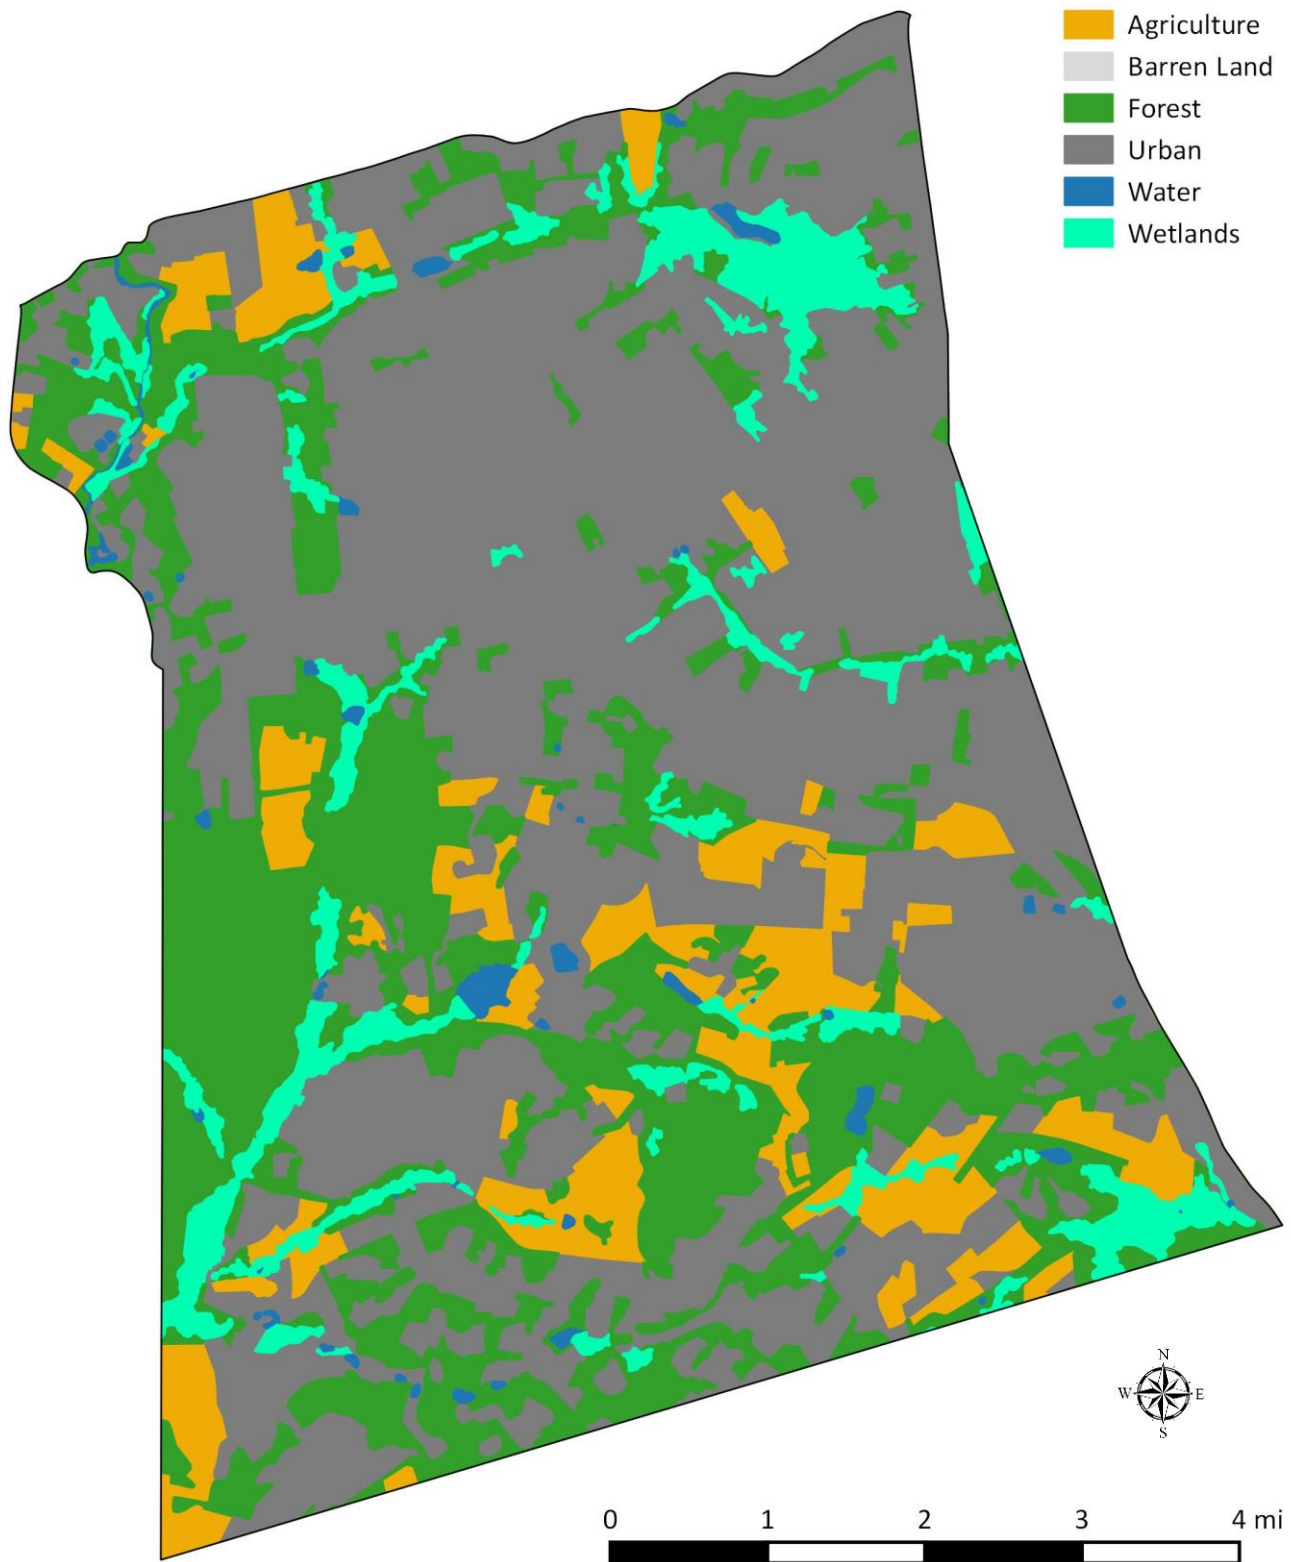 Agriculture
Barren Land
Forest
Urban
Water
Wetlands
N
W E
S
0 1 2 3 4 mi